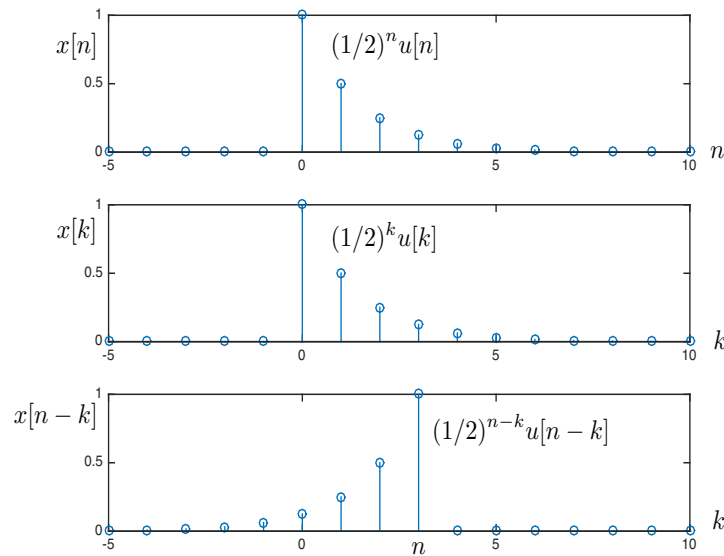 1
x[n]
(1/2)^n u[n]
0.5
0
-5 0 5 10 n
1
x[k]
(1/2)^k u[k]
0.5
0
-5 0 5 10 k
1
x[n − k]
(1/2)^{n−k} u[n − k]
0.5
0
-5 0 n 5 10 k